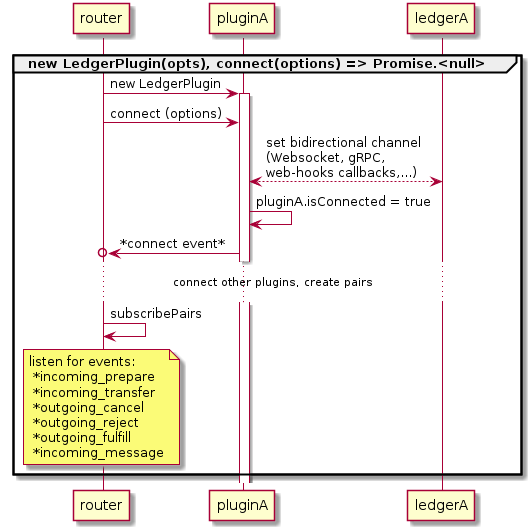 router
pluginA
ledgerA
new LedgerPlugin(opts), connect(options) => Promise.<null>
new LedgerPlugin
connect (options)
set bidirectional channel
(Websocket, gRPC,
web-hooks callbacks,...)
pluginA.isConnected = true
*connect event*
connect other plugins, create pairs
subscribePairs
listen for events:
*incoming_prepare
*incoming_transfer
*outgoing_cancel
*outgoing_reject
*outgoing_fulfill
*incoming_message
router
pluginA
ledgerA